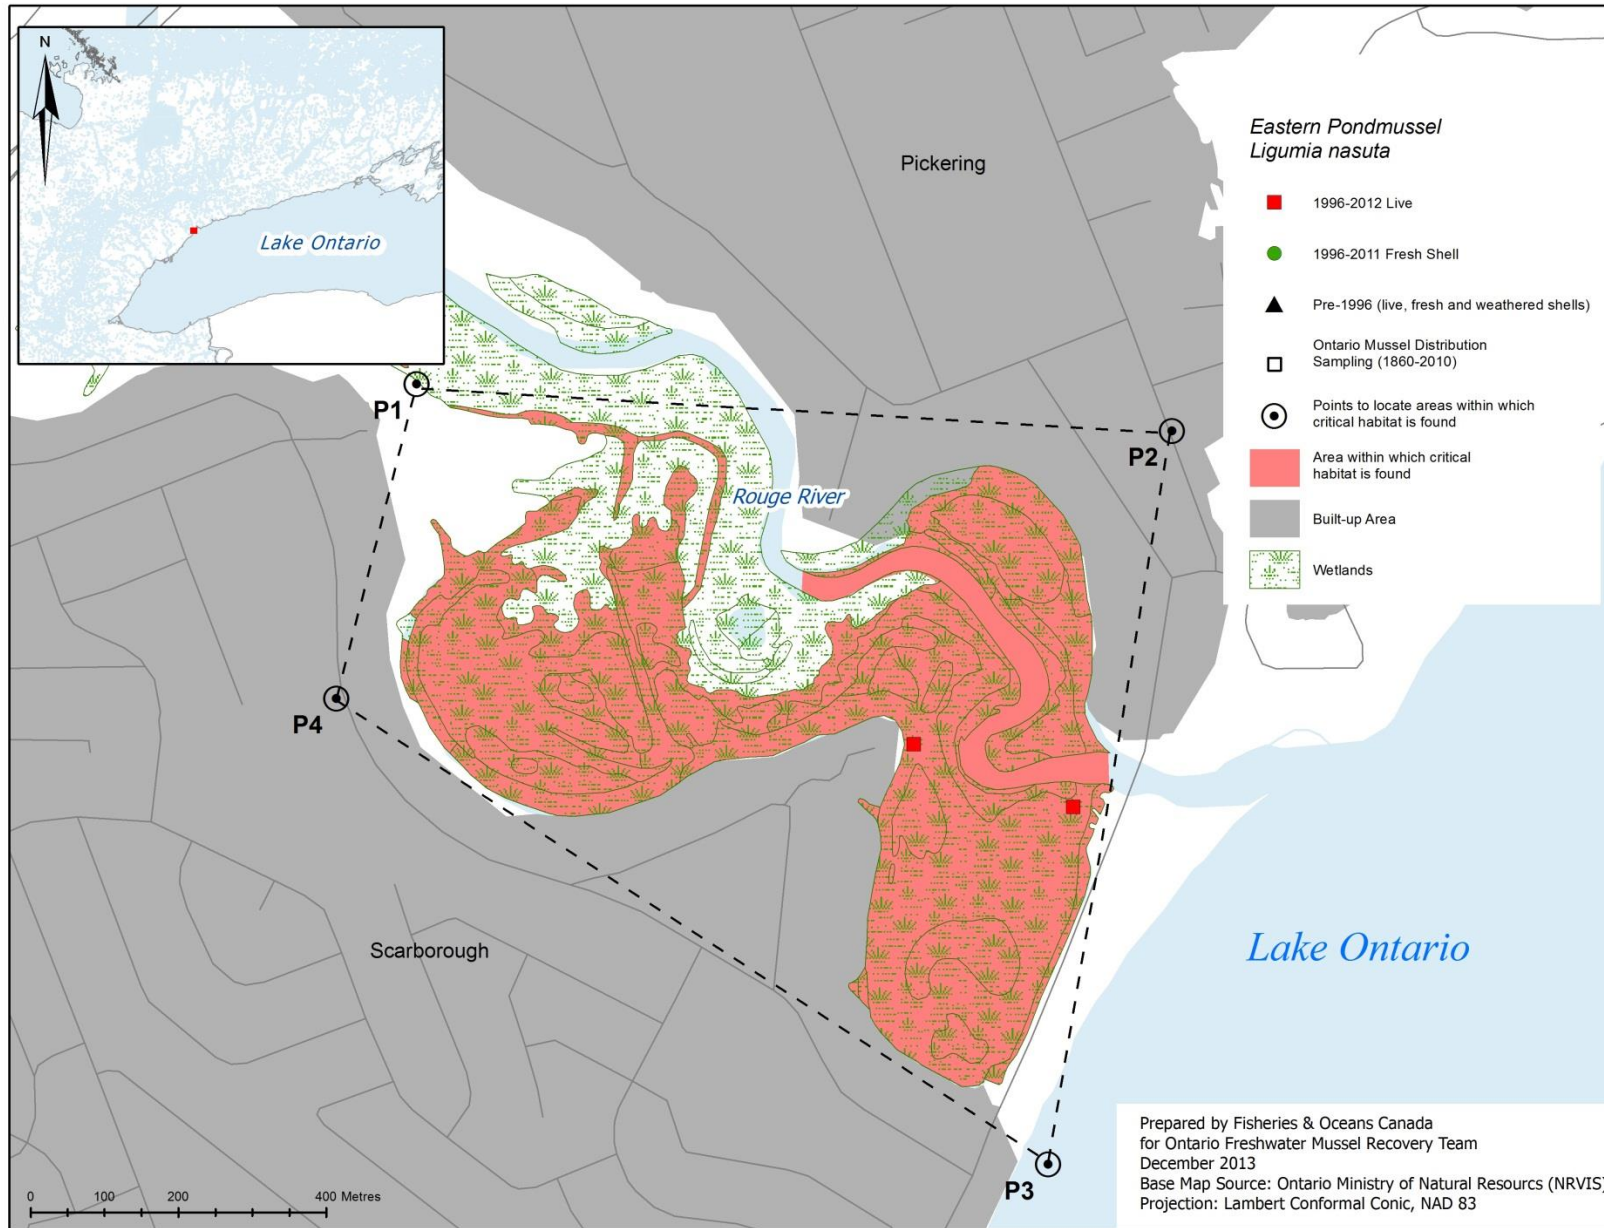 N
Lake Ontario
Pickering
Eastern Pondmussel
Ligumia nasuta
1996-2012 Live
1996-2011 Fresh Shell
Pre-1996 (live, fresh and weathered shells)
Ontario Mussel Distribution
Sampling (1860-2010)
Points to locate areas within which
critical habitat is found
Area within which critical
habitat is found
Built-up Area
Wetlands
P1
P2
Rouge River
P4
Scarborough
Lake Ontario
P3
0 100 200 400 Metres
Prepared by Fisheries & Oceans Canada
for Ontario Freshwater Mussel Recovery Team
December 2013
Base Map Source: Ontario Ministry of Natural Resourcs (NRVIS)
Projection: Lambert Conformal Conic, NAD 83